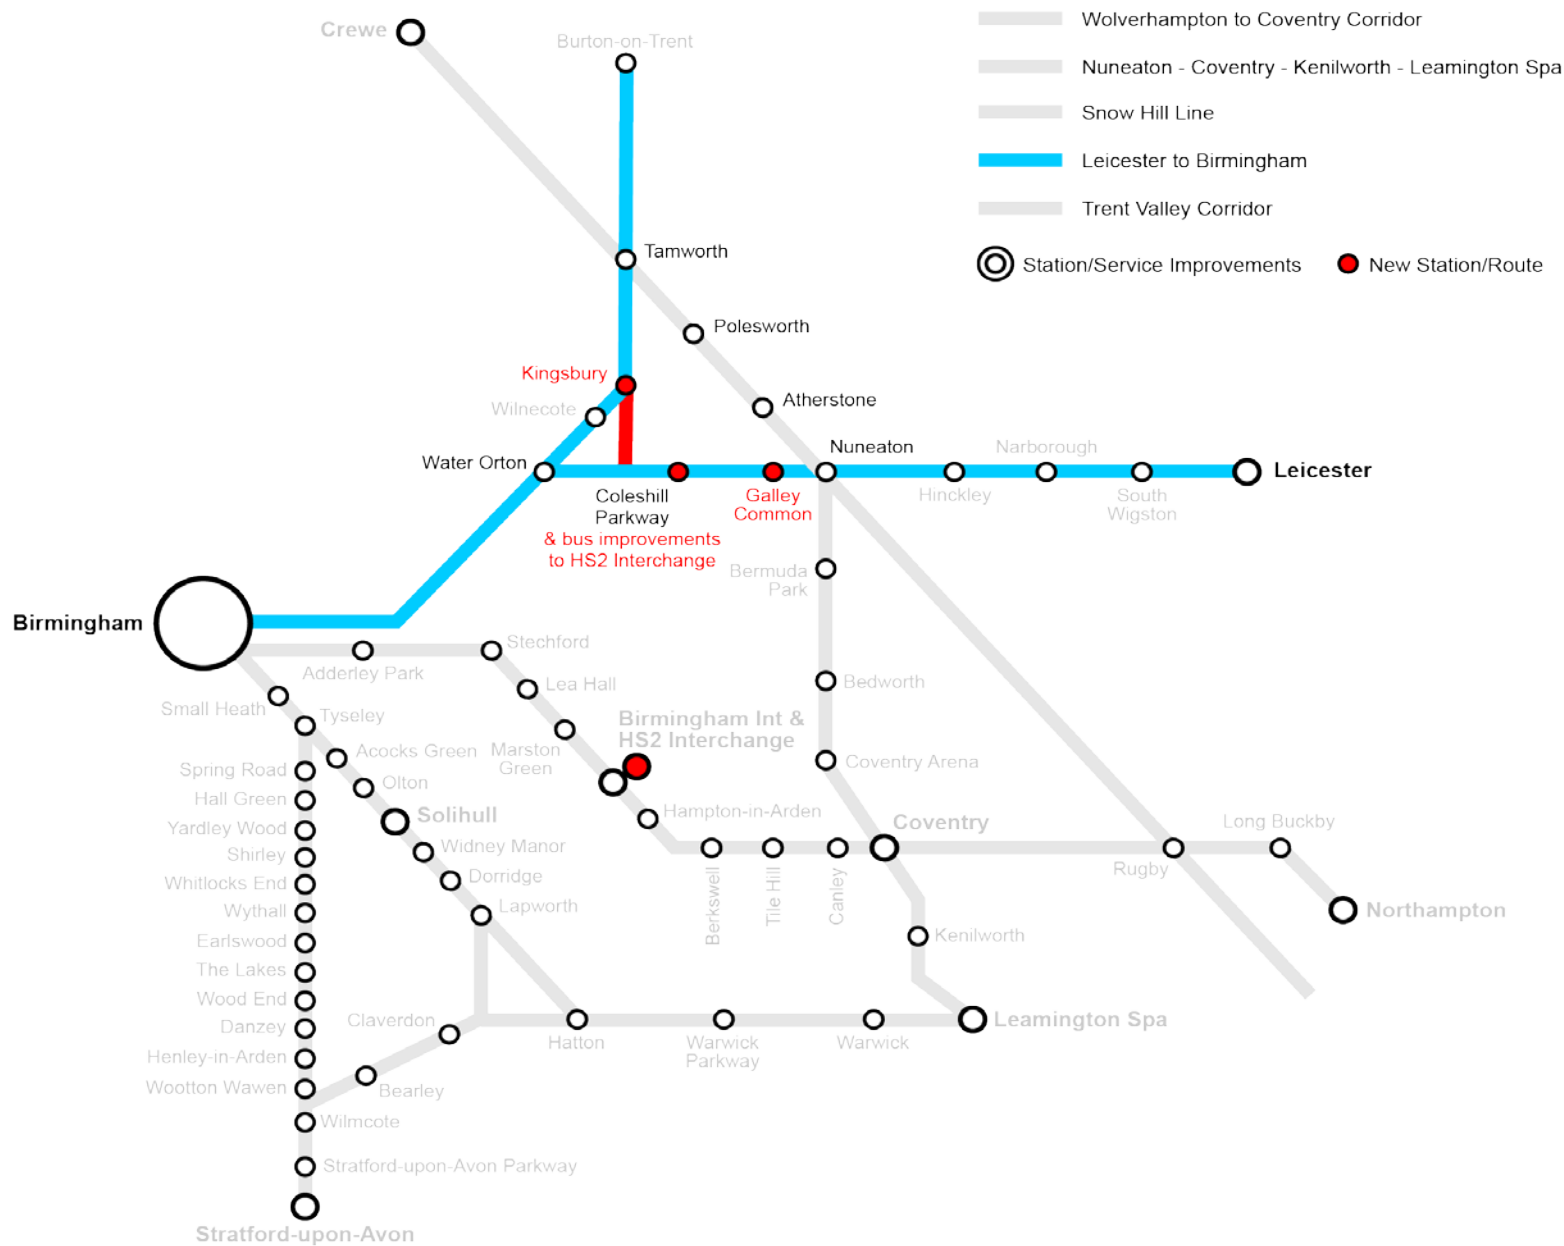 Crewe
Burton-on-Trent
Wolverhampton to Coventry Corridor
Nuneaton - Coventry - Kenilworth - Leamington Spa
Snow Hill Line
Leicester to Birmingham
Trent Valley Corridor
Station/Service Improvements
New Station/Route
Tamworth
Polesworth
Kingsbury
Wilnecote
Atherstone
Water Orton
Nuneaton
Narborough
Leicester
Coleshill
Parkway
& bus improvements
to HS2 Interchange
Galley
Common
Hinckley
South
Wigston
Bermuda
Park
Birmingham
Stechford
Adderley Park
Lea Hall
Bedworth
Small Heath
Tyseley
Birmingham Int &
HS2 Interchange
Marston
Green
Acocks Green
Coventry Arena
Spring Road
Olton
Hall Green
Solihull
Hampton-in-Arden
Coventry
Long Buckby
Yardley Wood
Widney Manor
Shirley
Dorridge
Rugby
Whitlocks End
Berkswell
Tile Hill
Canley
Wythall
Lapworth
Northampton
Earlswood
Kenilworth
The Lakes
Wood End
Danzey
Claverdon
Leamington Spa
Hatton
Warwick
Parkway
Warwick
Henley-in-Arden
Wootton Wawen
Bearley
Wilmcote
Stratford-upon-Avon Parkway
Stratford-upon-Avon